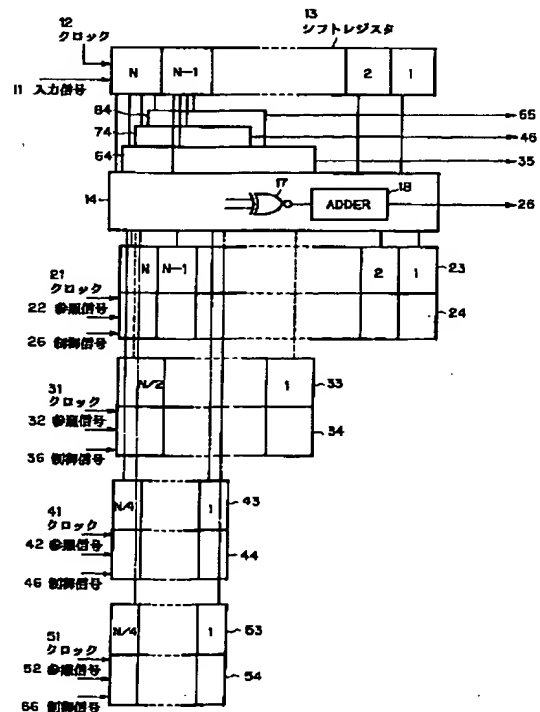 12
クロック
13
シフトレジスタ
11 入力信号
N
N-1
2
1
84
74
64
65
46
35
14
17
18
ADDER
26
21
クロック
22 参照信号
26 制御信号
N
N-1
2
1
23
24
31
クロック
32 参照信号
36 制御信号
N/2
1
33
34
41
クロック
42 参照信号
46 制御信号
N/4
1
43
44
51
クロック
52 参照信号
56 制御信号
N/4
1
53
54